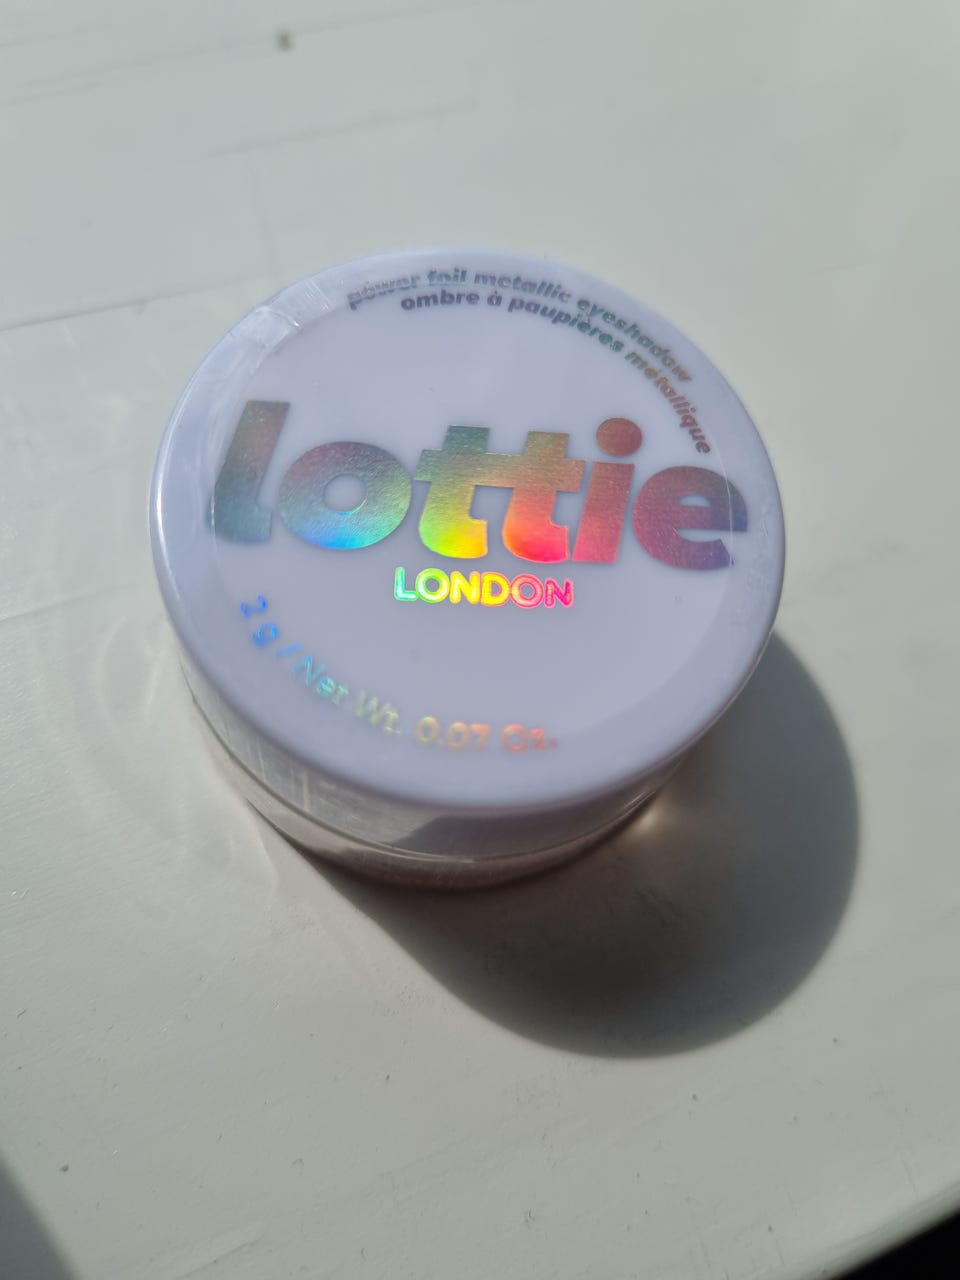 power foil metallic eyeshadow
ombre à paupières métallique
lottie
LONDON
2 g / Net Wt. 0.07 Oz.